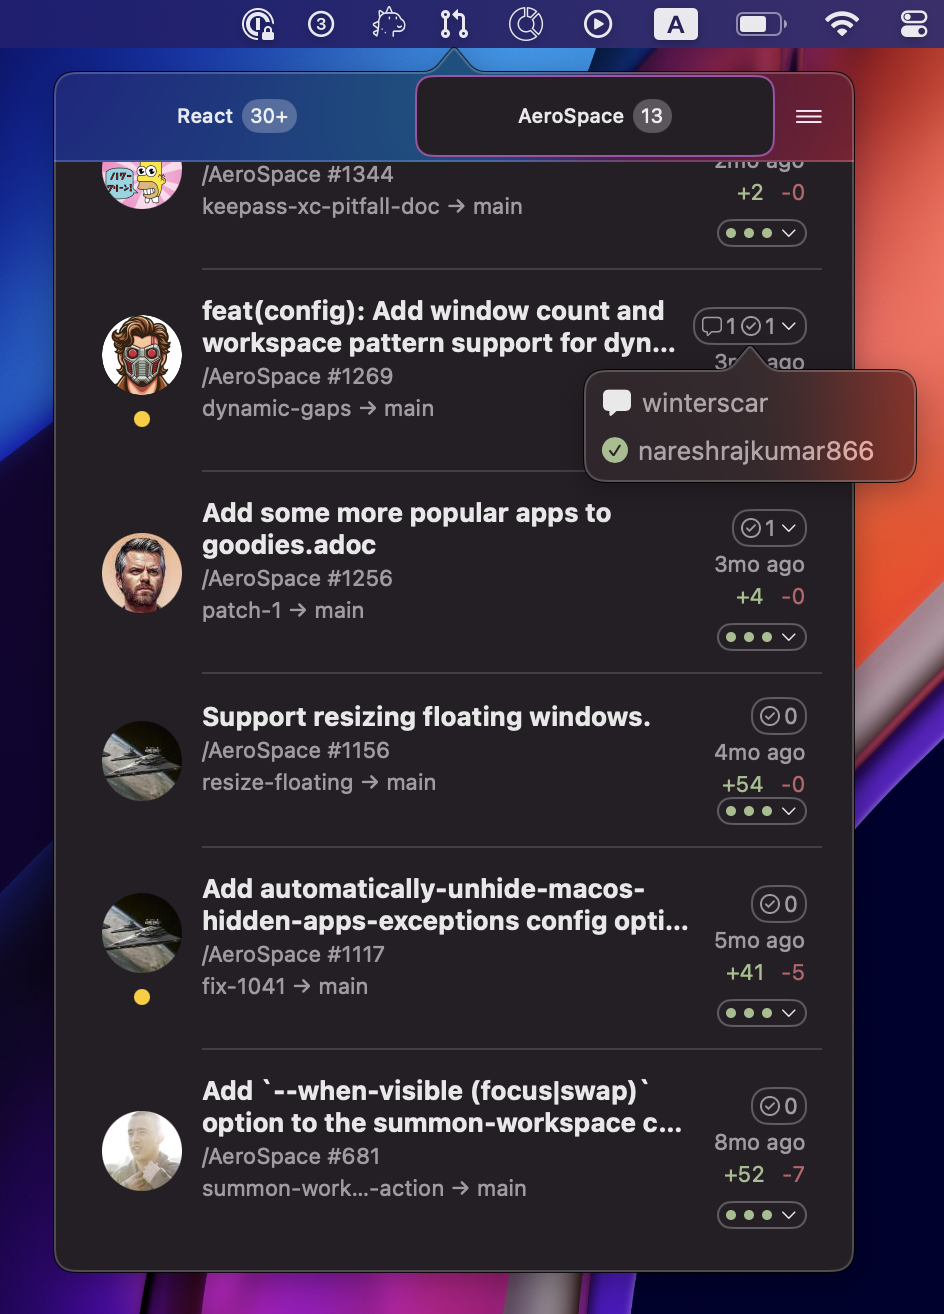 3
A
React 30+
AeroSpace 13
/AeroSpace #1344
2mo ago
keepass-xc-pitfall-doc → main
+2 -0
feat(config): Add window count and
workspace pattern support for dyn...
1 1
/AeroSpace #1269
dynamic-gaps → main
winterscar
nareshrajkumar866
Add some more popular apps to
goodies.adoc
1
/AeroSpace #1256
3mo ago
patch-1 → main
+4 -0
Support resizing floating windows.
0
/AeroSpace #1156
4mo ago
resize-floating → main
+54 -0
Add automatically-unhide-macos-
hidden-apps-exceptions config opti...
0
/AeroSpace #1117
5mo ago
fix-1041 → main
+41 -5
Add `--when-visible (focus|swap)`
option to the summon-workspace c...
0
/AeroSpace #681
8mo ago
summon-work...-action → main
+52 -7